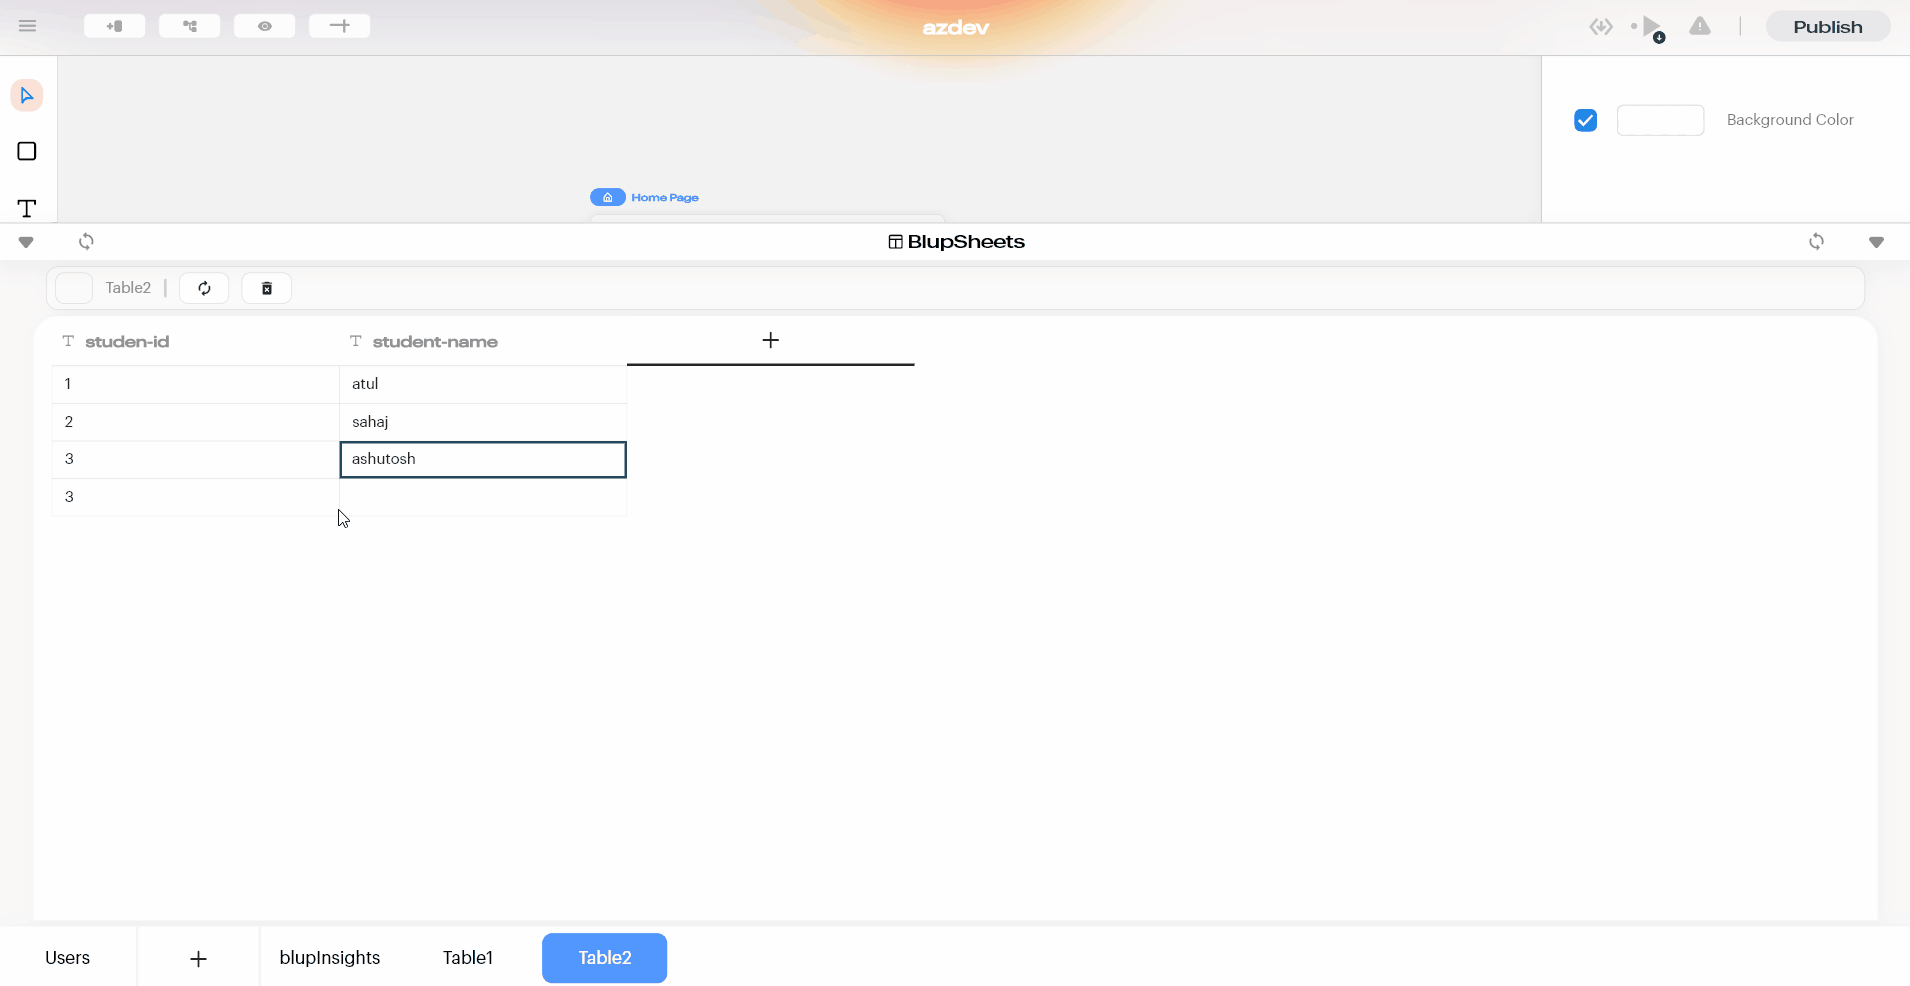 azdev
Publish
Background Color
Home Page
BlupSheets
Table2
studen-id student-name
1 atul
2 sahaj
3 ashutosh
3
Users blupInsights Table1 Table2